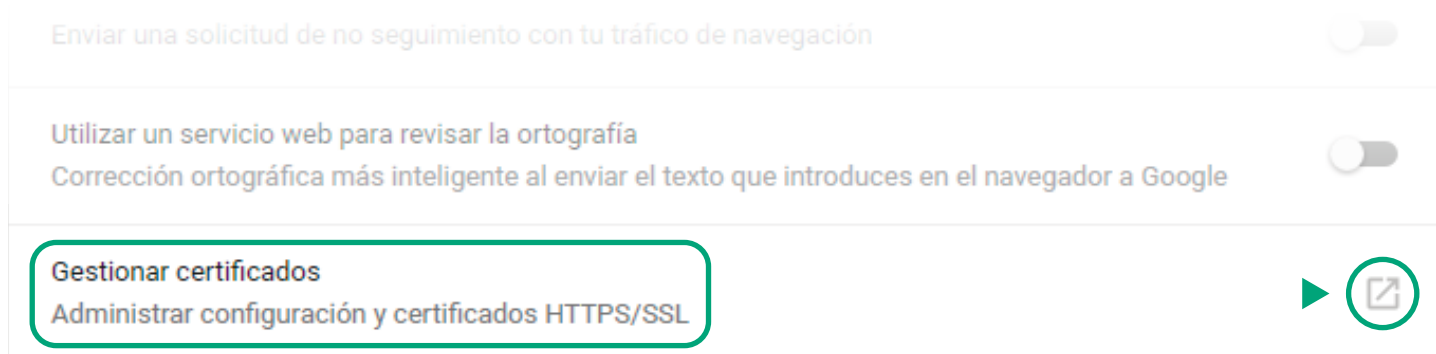 Enviar una solicitud de no seguimiento con tu tráfico de navegación
Utilizar un servicio web para revisar la ortografía
Corrección ortográfica más inteligente al enviar el texto que introduces en el navegador a Google
Gestionar certificados
Administrar configuración y certificados HTTPS/SSL